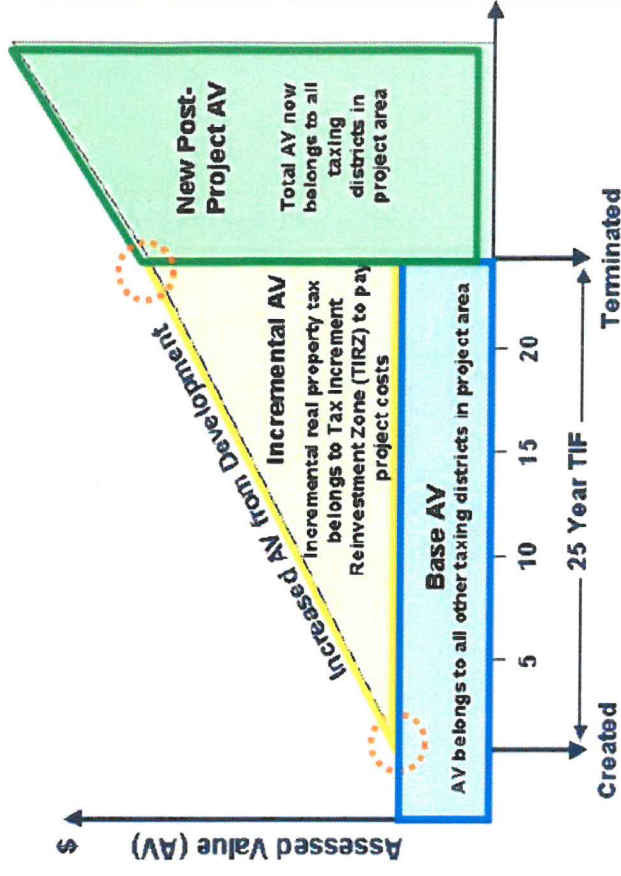 $
Assessed Value (AV)
Increased AV from Development
New Post-
Project AV
Total AV now
belongs to all
taxing
districts in
project area
Incremental AV
Incremental real property tax
belongs to Tax Increment
Reinvestment Zone (TIRZ) to pay
project costs
Base AV
AV belongs to all other taxing districts in project area
5
10
15
20
25 Year TIF
Created
Terminated